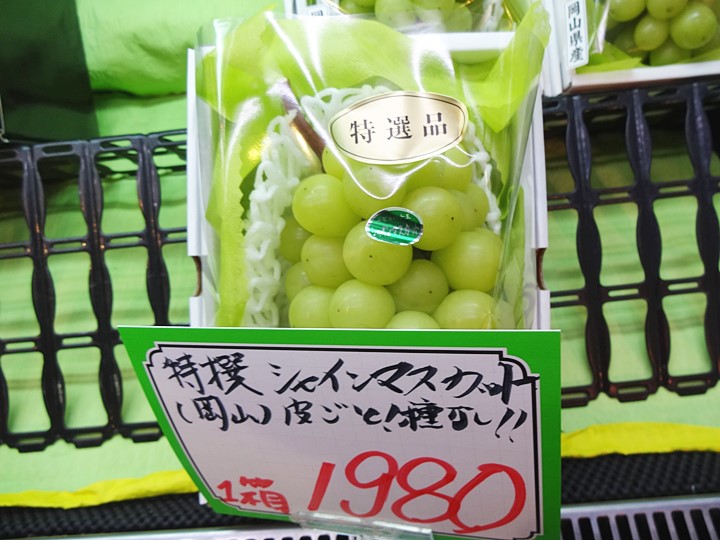 岡山県産
特選品
特撰 シャインマスカット
(岡山) 皮ごと!種なし!!
1箱 1980